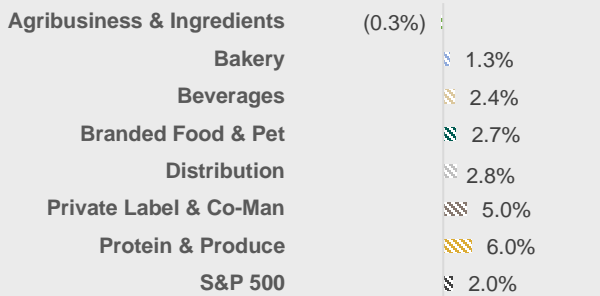 Agribusiness & Ingredients (0.3%)
Bakery 1.3%
Beverages 2.4%
Branded Food & Pet 2.7%
Distribution 2.8%
Private Label & Co-Man 5.0%
Protein & Produce 6.0%
S&P 500 2.0%